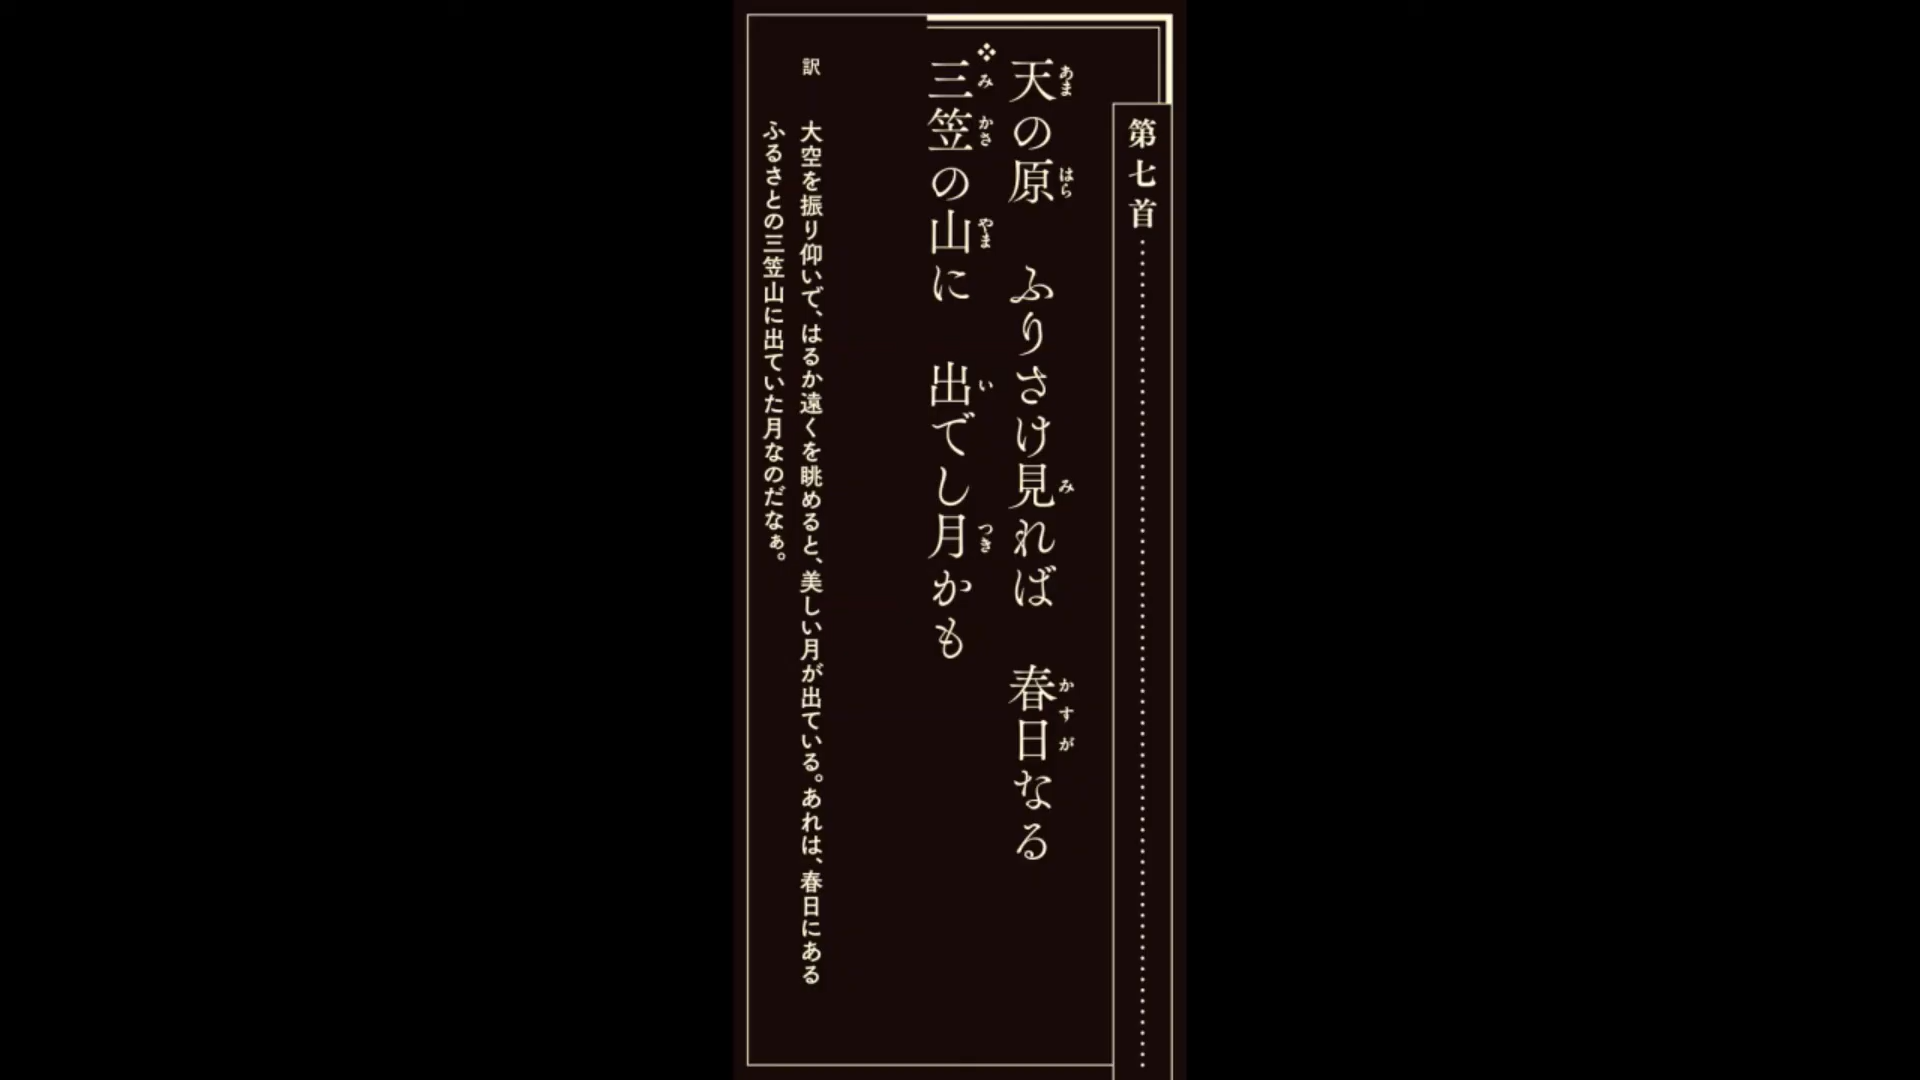 第七首
天の原　ふりさけ見れば　春日なる
三笠の山に　出でし月かも
訳　大空を振り仰いで、はるか遠くを眺めると、美しい月が出ている。あれは、春日にある
ふるさとの三笠山に出ていた月なのだなぁ。